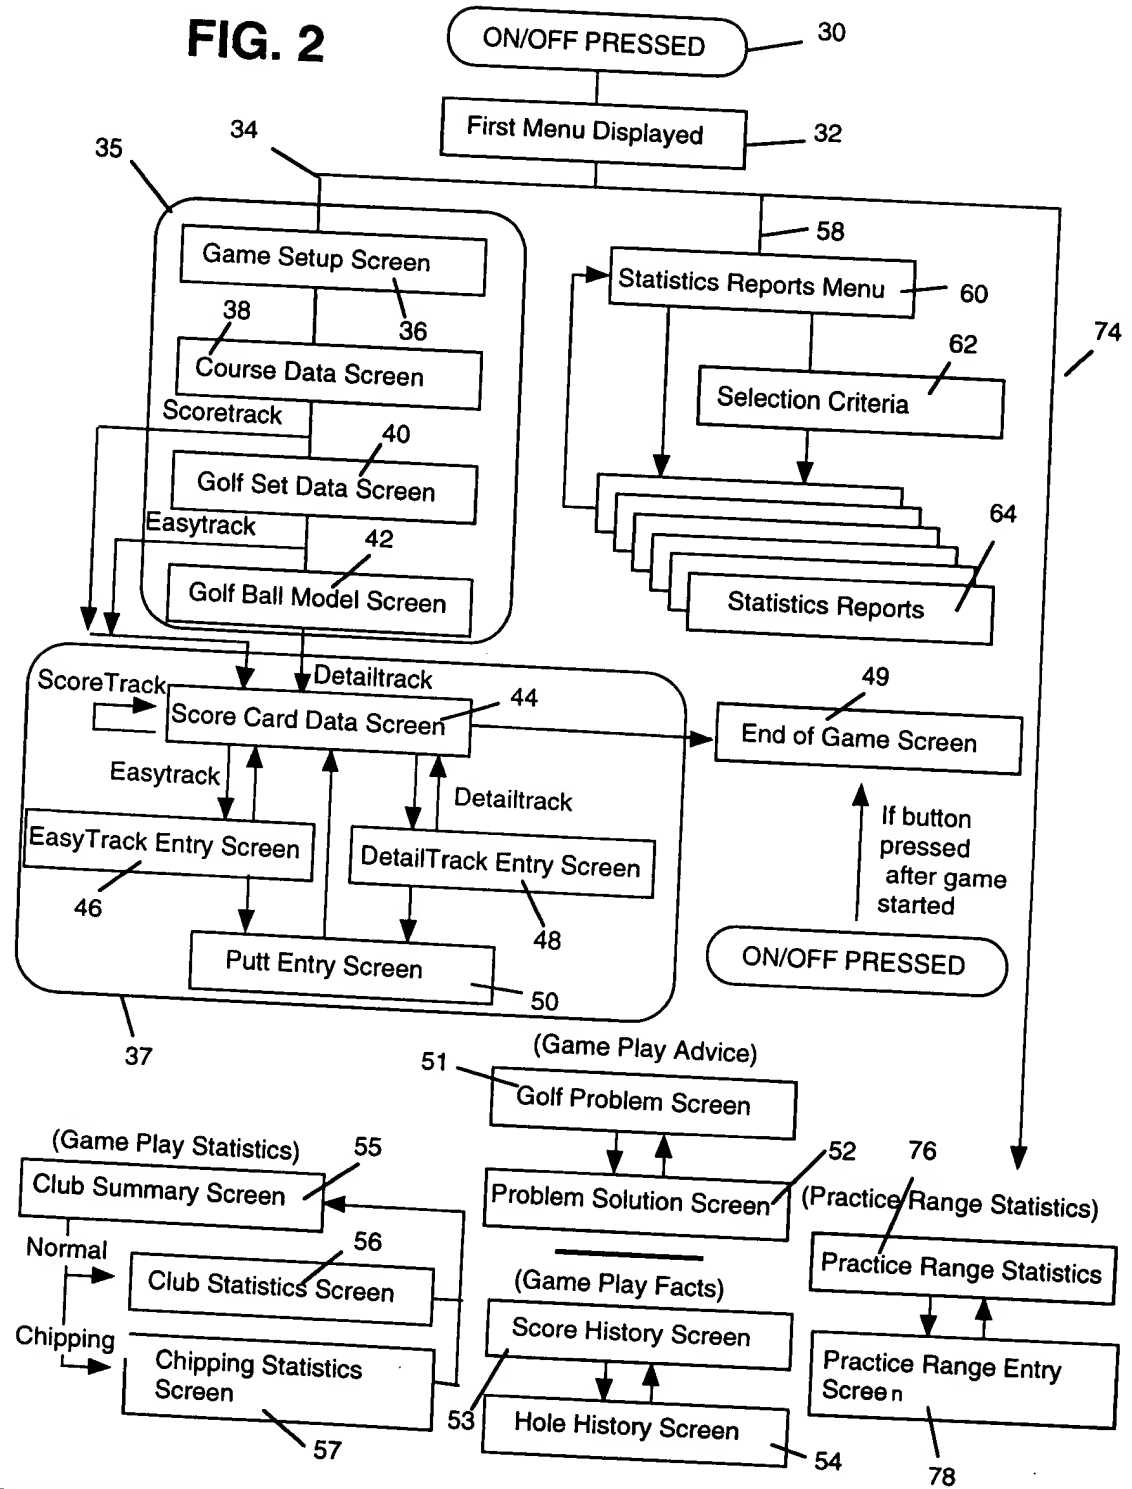 FIG. 2
ON/OFF PRESSED
30
First Menu Displayed
32
34
35
Game Setup Screen
36
38
Course Data Screen
Scoretrack
40
Golf Set Data Screen
Easytrack
42
Golf Ball Model Screen
58
Statistics Reports Menu
60
62
Selection Criteria
74
64
Statistics Reports
Detailtrack
ScoreTrack
44
Score Card Data Screen
49
End of Game Screen
Easytrack
Detailtrack
If button
pressed
after game
started
EasyTrack Entry Screen
46
DetailTrack Entry Screen
48
ON/OFF PRESSED
Putt Entry Screen
50
37
(Game Play Advice)
51
Golf Problem Screen
52
Problem Solution Screen
(Game Play Statistics)
55
Club Summary Screen
Normal
56
Club Statistics Screen
Chipping
Chipping Statistics
Screen
57
(Game Play Facts)
Score History Screen
53
Hole History Screen
54
76
(Practice Range Statistics)
Practice Range Statistics
Practice Range Entry
Screen
78